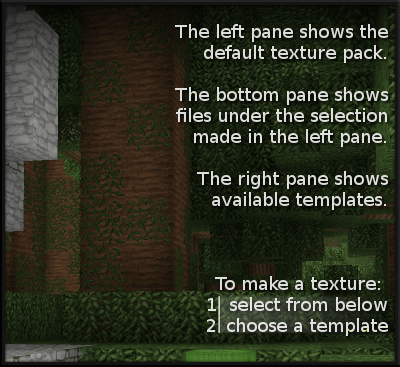 The left pane shows the
default texture pack.
The bottom pane shows
files under the selection
made in the left pane.
The right pane shows
available templates.
To make a texture:
1| select from below
2| choose a template